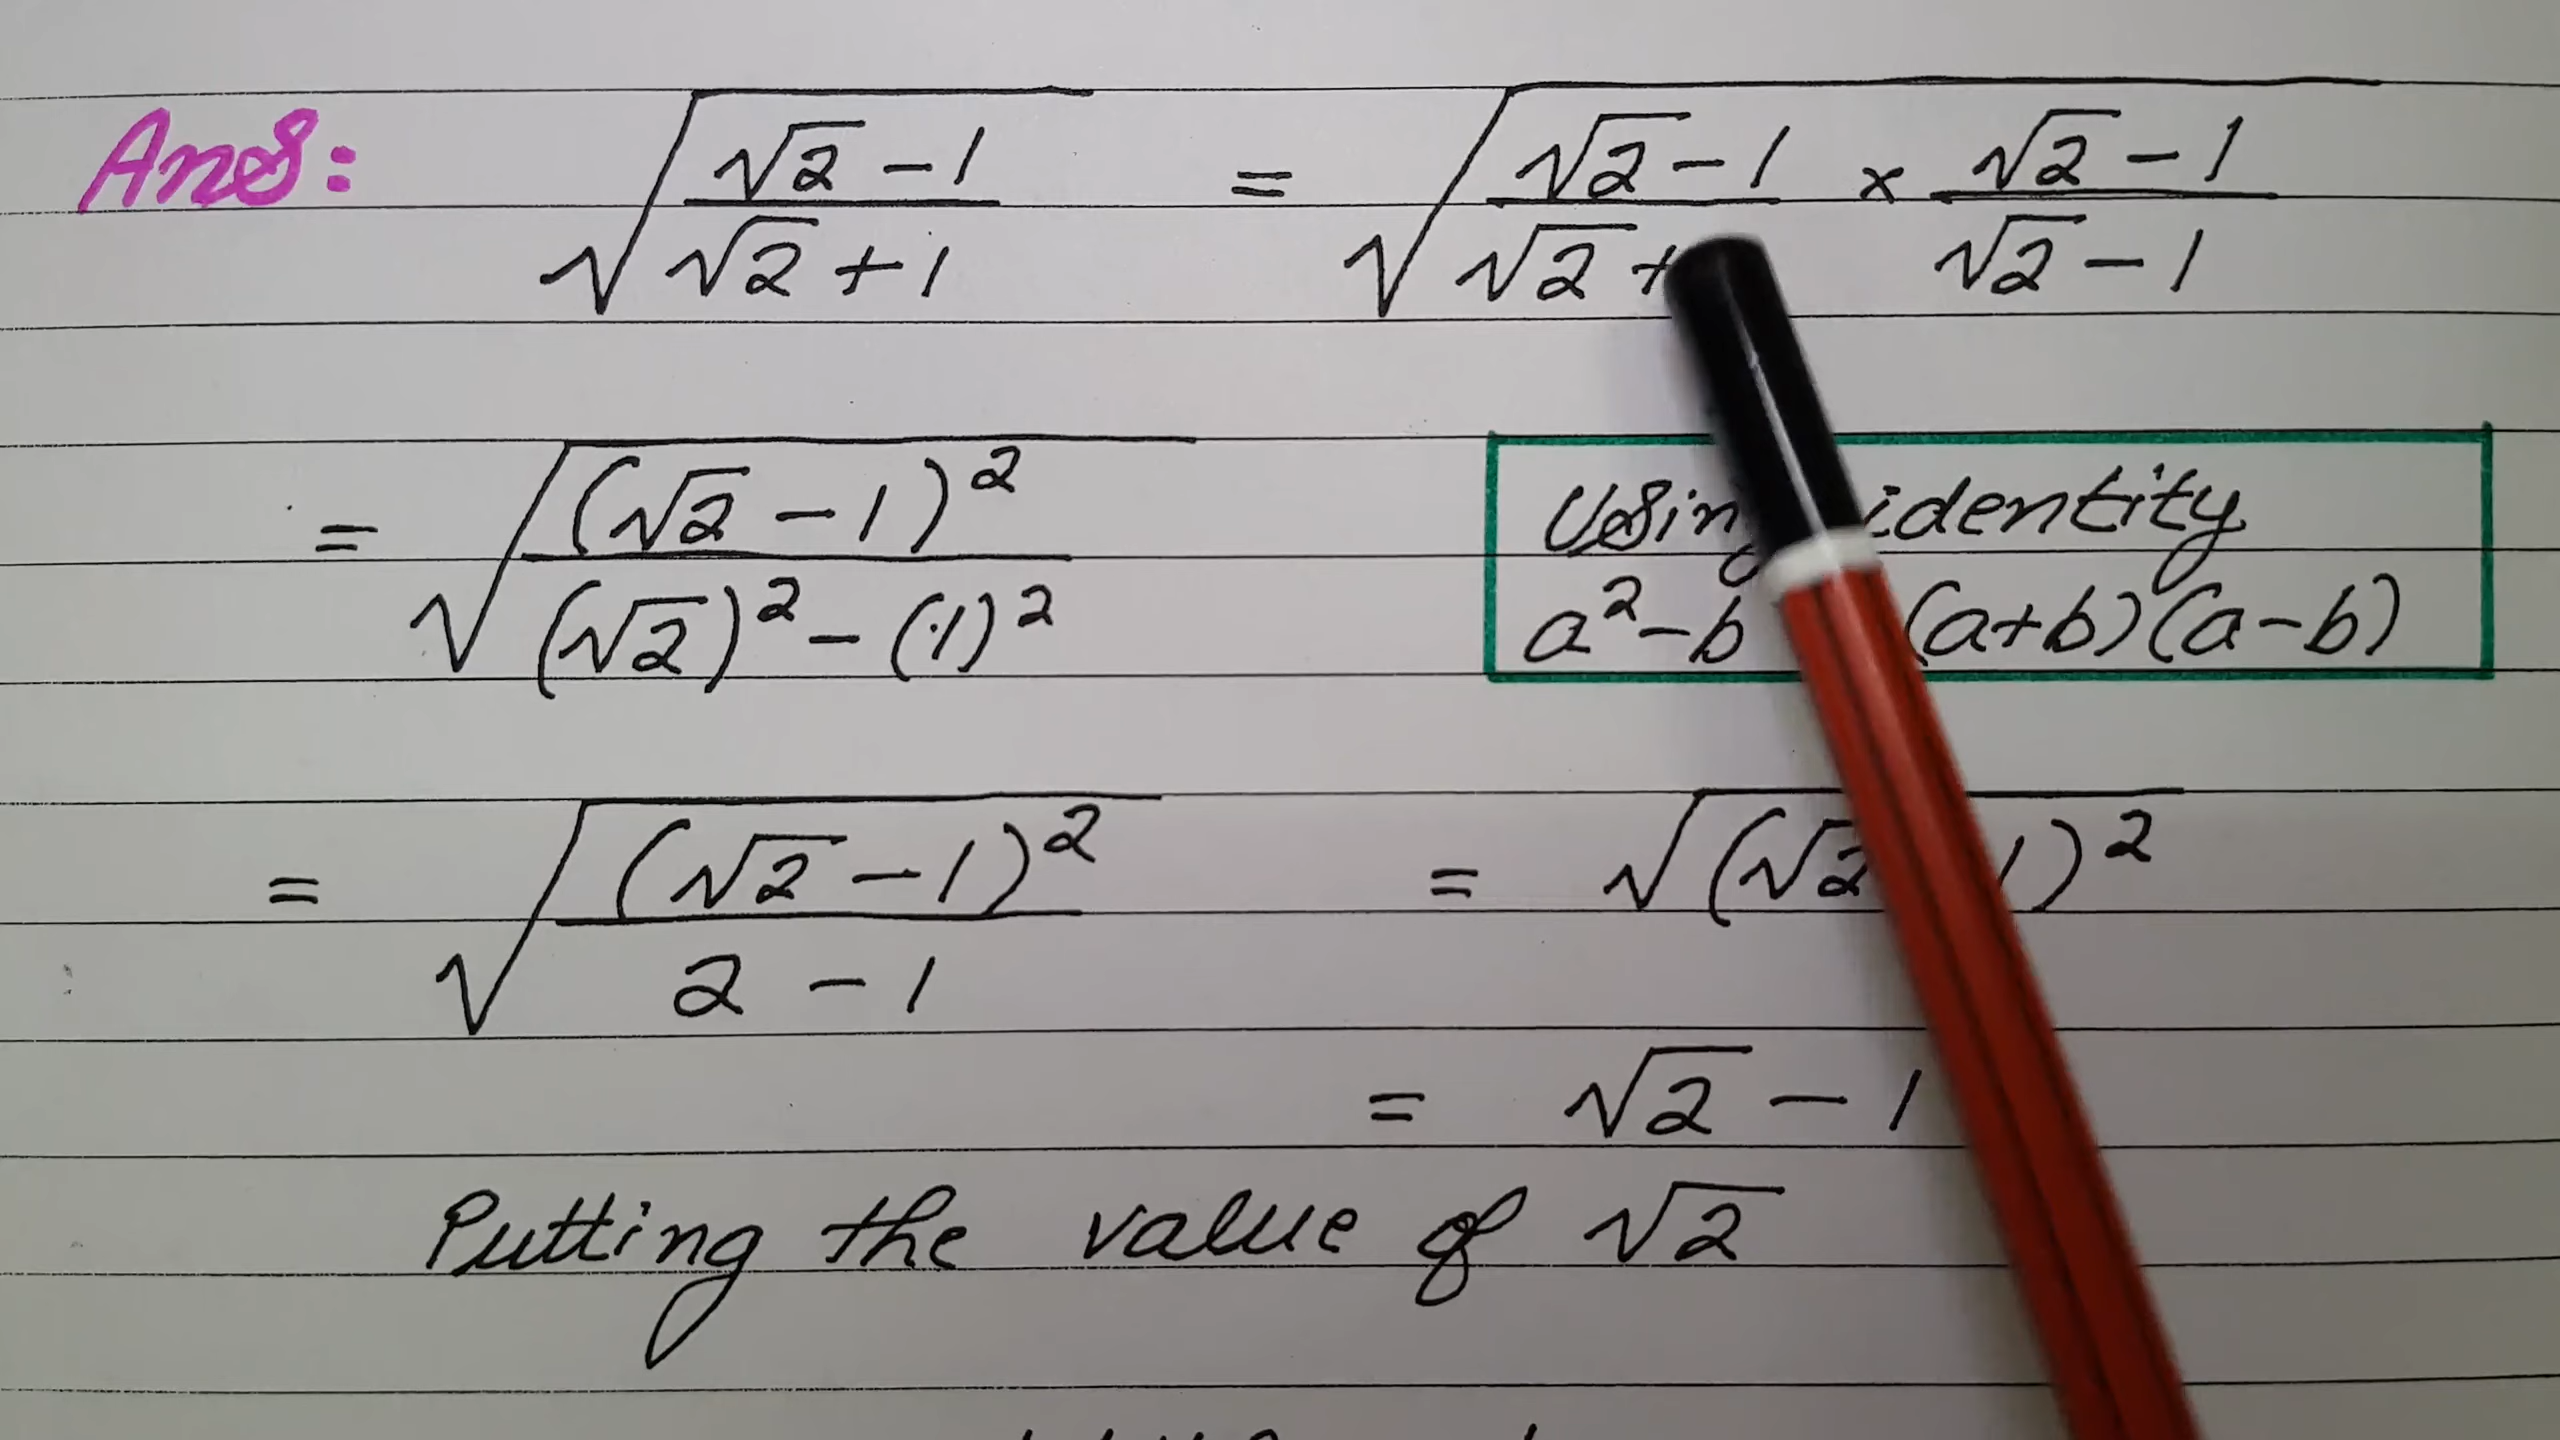 Ans: √((√2 - 1)/(√2 + 1)) = √((√2 - 1)/(√2 + × (√2 - 1)/(√2 - 1))
= √((√2 - 1)²/((√2)² - (1)²))
Using identity
a² - b (a+b)(a-b)
= √((√2 - 1)²/(2 - 1)) = √(√2 1)²
= √2 - 1
Putting the value of √2